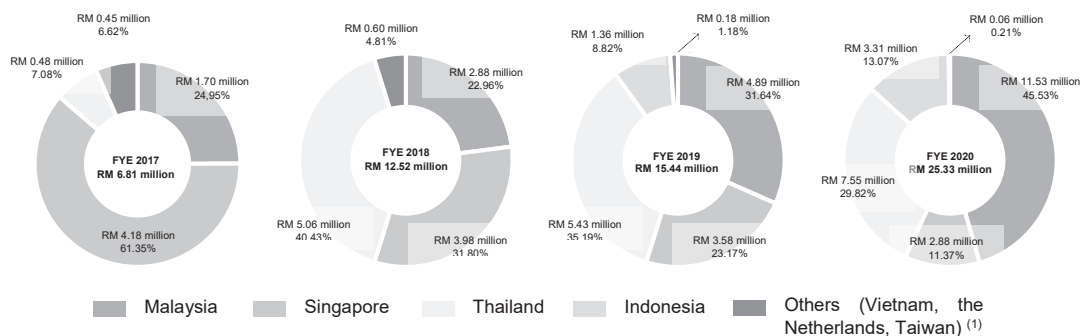 RM 0.45 million
6.62%
RM 0.48 million
7.08%
RM 1.70 million
24,95%
FYE 2017
RM 6.81 million
RM 4.18 million
61.35%
RM 0.60 million
4.81%
RM 2.88 million
22.96%
FYE 2018
RM 12.52 million
RM 5.06 million
40.43%
RM 3.98 million
31.80%
RM 0.18 million
1.18%
RM 1.36 million
8.82%
RM 4.89 million
31.64%
FYE 2019
RM 15.44 million
RM 5.43 million
35.19%
RM 3.58 million
23.17%
RM 0.06 million
0.21%
RM 3.31 million
13.07%
RM 11.53 million
45.53%
FYE 2020
RM 25.33 million
RM 7.55 million
29.82%
RM 2.88 million
11.37%
Malaysia
Singapore
Thailand
Indonesia
Others (Vietnam, the
Netherlands, Taiwan) (1)